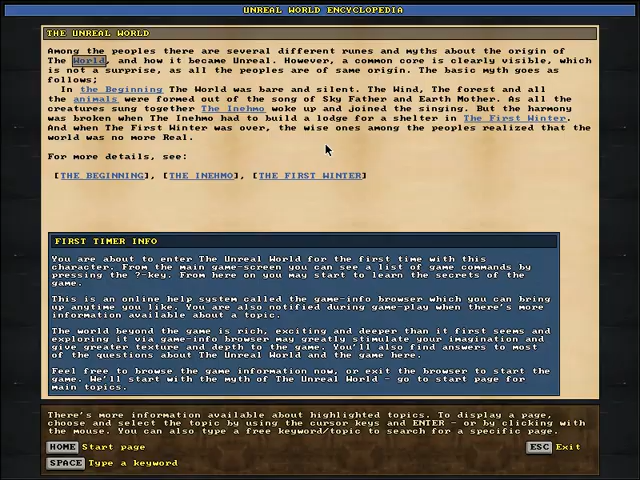 UNREAL WORLD ENCYCLOPEDIA
THE UNREAL WORLD
Among the peoples there are several different runes and myths about the origin of
The World, and how it became Unreal. However, a common core is clearly visible, which
is not a surprise, as all the peoples are of same origin. The basic myth goes as
follows;
In the Beginning The World was bare and silent. The Wind, The forest and all
the animals were formed out of the song of Sky Father and Earth Mother. As all the
creatures sung together The Inehmo woke up and joined the singing. But the harmony
was broken when The Inehmo had to build a lodge for a shelter in The First Winter.
And when The First Winter was over, the wise ones among the peoples realized that the
world was no more Real.
For more details, see:
[THE BEGINNING], [THE INEHMO], [THE FIRST WINTER]
FIRST TIMER INFO
You are about to enter The Unreal World for the first time with this
character. From the main game-screen you can see a list of game commands by
pressing the ?-key. From here on you may start to learn the secrets of the
game.
This is an online help system called the game-info browser which you can bring
up anytime you like. You are also notified during game-play when there's more
information available about a topic.
The world beyond the game is rich, exciting and deeper than it first seems and
exploring it via game-info browser may greatly stimulate your imagination and
give greater texture and depth to the game. You'll also find answers to most
of the questions about The Unreal World and the game here.
Feel free to browse the game information now, or exit the browser to start the
game. We'll start with the myth of The Unreal World - go to start page for
main topics.
There's more information available about highlighted topics. To display a page,
choose and select the topic by using the cursor keys and ENTER - or by clicking with
the mouse. You can also type a free keyword/topic to search for a specific page.
HOME Start page ESC Exit
SPACE Type a keyword